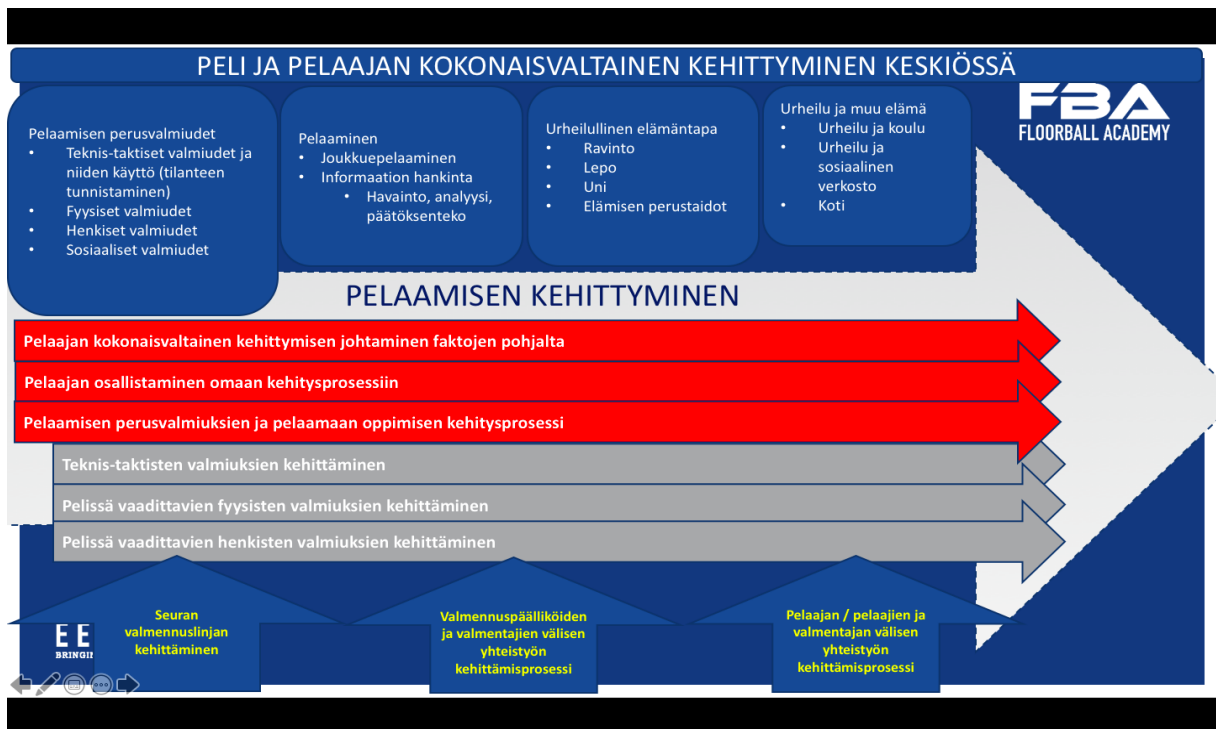 PELI JA PELAAJAN KOKONAISVALTAINEN KEHITTYMINEN KESKIÖSSÄ
FBA
FLOORBALL ACADEMY
Pelaamisen perusvalmiudet
• Teknis-taktiset valmiudet ja
niiden käyttö (tilanteen
tunnistaminen)
• Fyysiset valmiudet
• Henkiset valmiudet
• Sosiaaliset valmiudet
Pelaaminen
• Joukkuepelaaminen
• Informaation hankinta
• Havainto, analyysi,
päätöksenteko
Urheilullinen elämäntapa
• Ravinto
• Lepo
• Uni
• Elämisen perustaidot
Urheilu ja muu elämä
• Urheilu ja koulu
• Urheilu ja
sosiaalinen
verkosto
• Koti
PELAAMISEN KEHITTYMINEN
Pelaajan kokonaisvaltainen kehittymisen johtaminen faktojen pohjalta
Pelaajan osallistaminen omaan kehitysprosessiin
Pelaamisen perusvalmiuksien ja pelaamaan oppimisen kehitysprosessi
Teknis-taktisten valmiuksien kehittäminen
Pelissä vaadittavien fyysisten valmiuksien kehittäminen
Pelissä vaadittavien henkisten valmiuksien kehittäminen
Seuran
valmennuslinjan
kehittäminen
Valmennuspäälliköiden
ja valmentajien välisen
yhteistyön
kehittämisprosessi
Pelaajan / pelaajien ja
valmentajan välisen
yhteistyön
kehittämisprosessi
E E